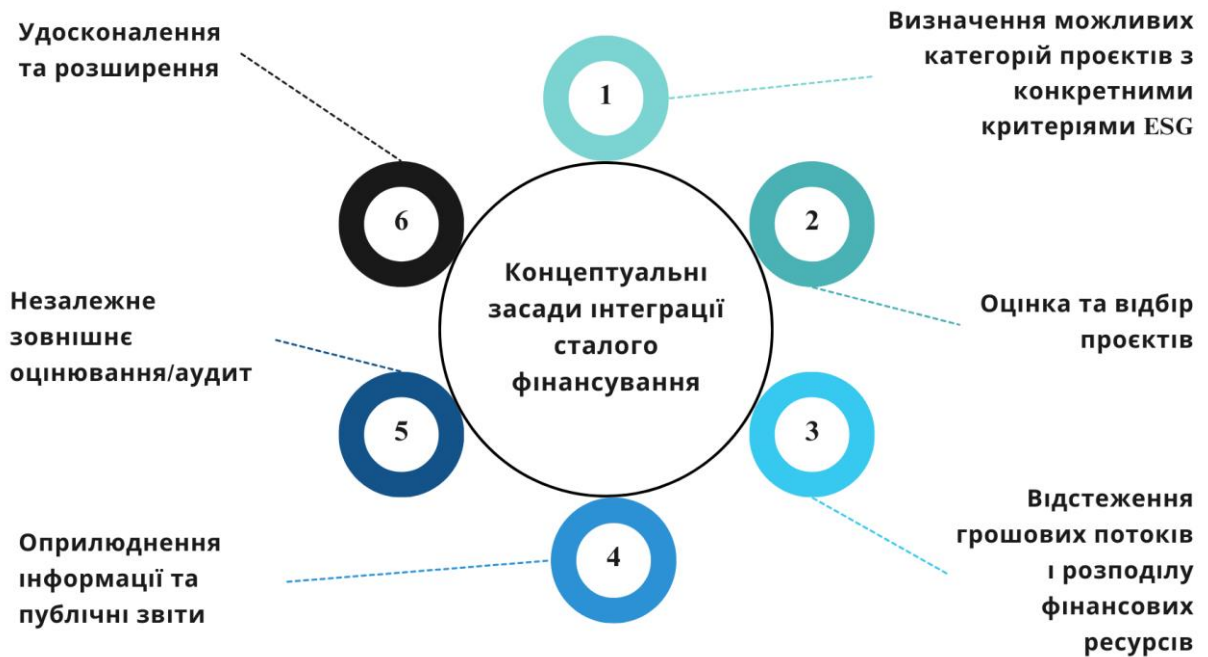 Визначення можливих
категорій проєктів з
конкретними
критеріями ESG
1
2
Оцінка та відбір
проєктів
3
Відстеження
грошових потоків
і розподілу
фінансових
ресурсів
4
Оприлюднення
інформації та
публічні звіти
5
Незалежне
зовнішнє
оцінювання/аудит
6
Удосконалення
та розширення
Концептуальні
засади інтеграції
сталого
фінансування